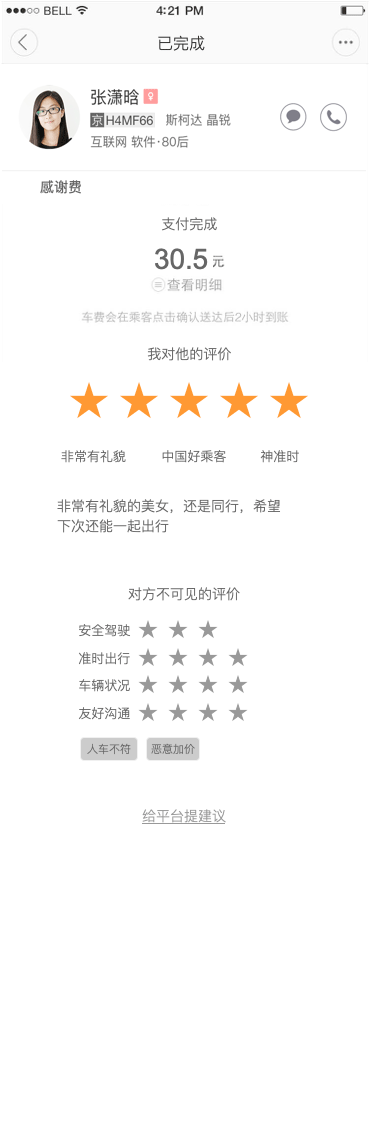 BELL 4:21 PM
已完成
张潇晗
京H4MF66 斯柯达 晶锐
互联网 软件·80后
感谢费
支付完成
30.5 元
查看明细
车费会在乘客点击确认送达后2小时到账
我对他的评价
非常有礼貌 中国好乘客 神准时
非常有礼貌的美女，还是同行，希望
下次还能一起出行
对方不可见的评价
安全驾驶
准时出行
车辆状况
友好沟通
人车不符 恶意加价
给平台提建议